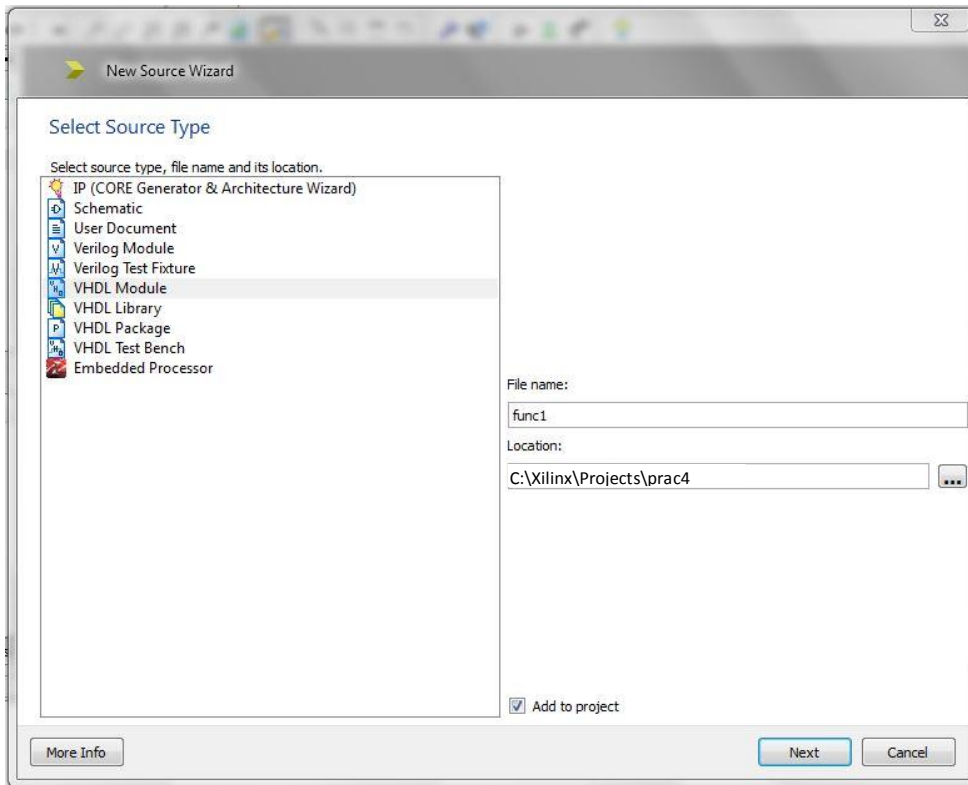 New Source Wizard
Select Source Type
Select source type, file name and its location.
IP (CORE Generator & Architecture Wizard)
Schematic
User Document
Verilog Module
Verilog Test Fixture
VHDL Module
VHDL Library
VHDL Package
VHDL Test Bench
Embedded Processor
File name:
func1
Location:
C:\Xilinx\Projects\prac4
...
Add to project
More Info
Next
Cancel